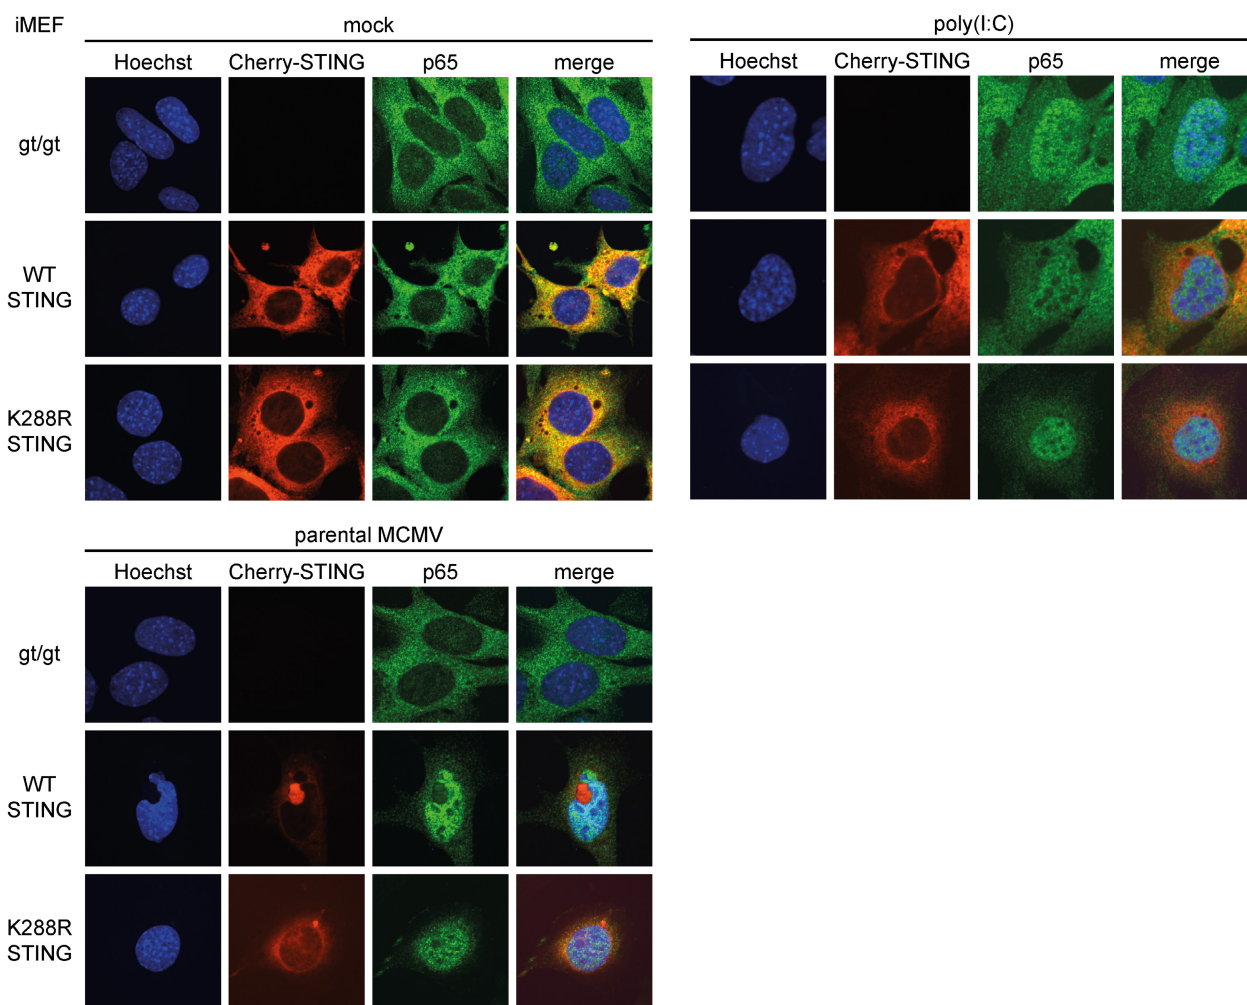 iMEF
mock
poly(I:C)
Hoechst Cherry-STING p65 merge
Hoechst Cherry-STING p65 merge
gt/gt
WT
STING
K288R
STING
parental MCMV
Hoechst Cherry-STING p65 merge
gt/gt
WT
STING
K288R
STING